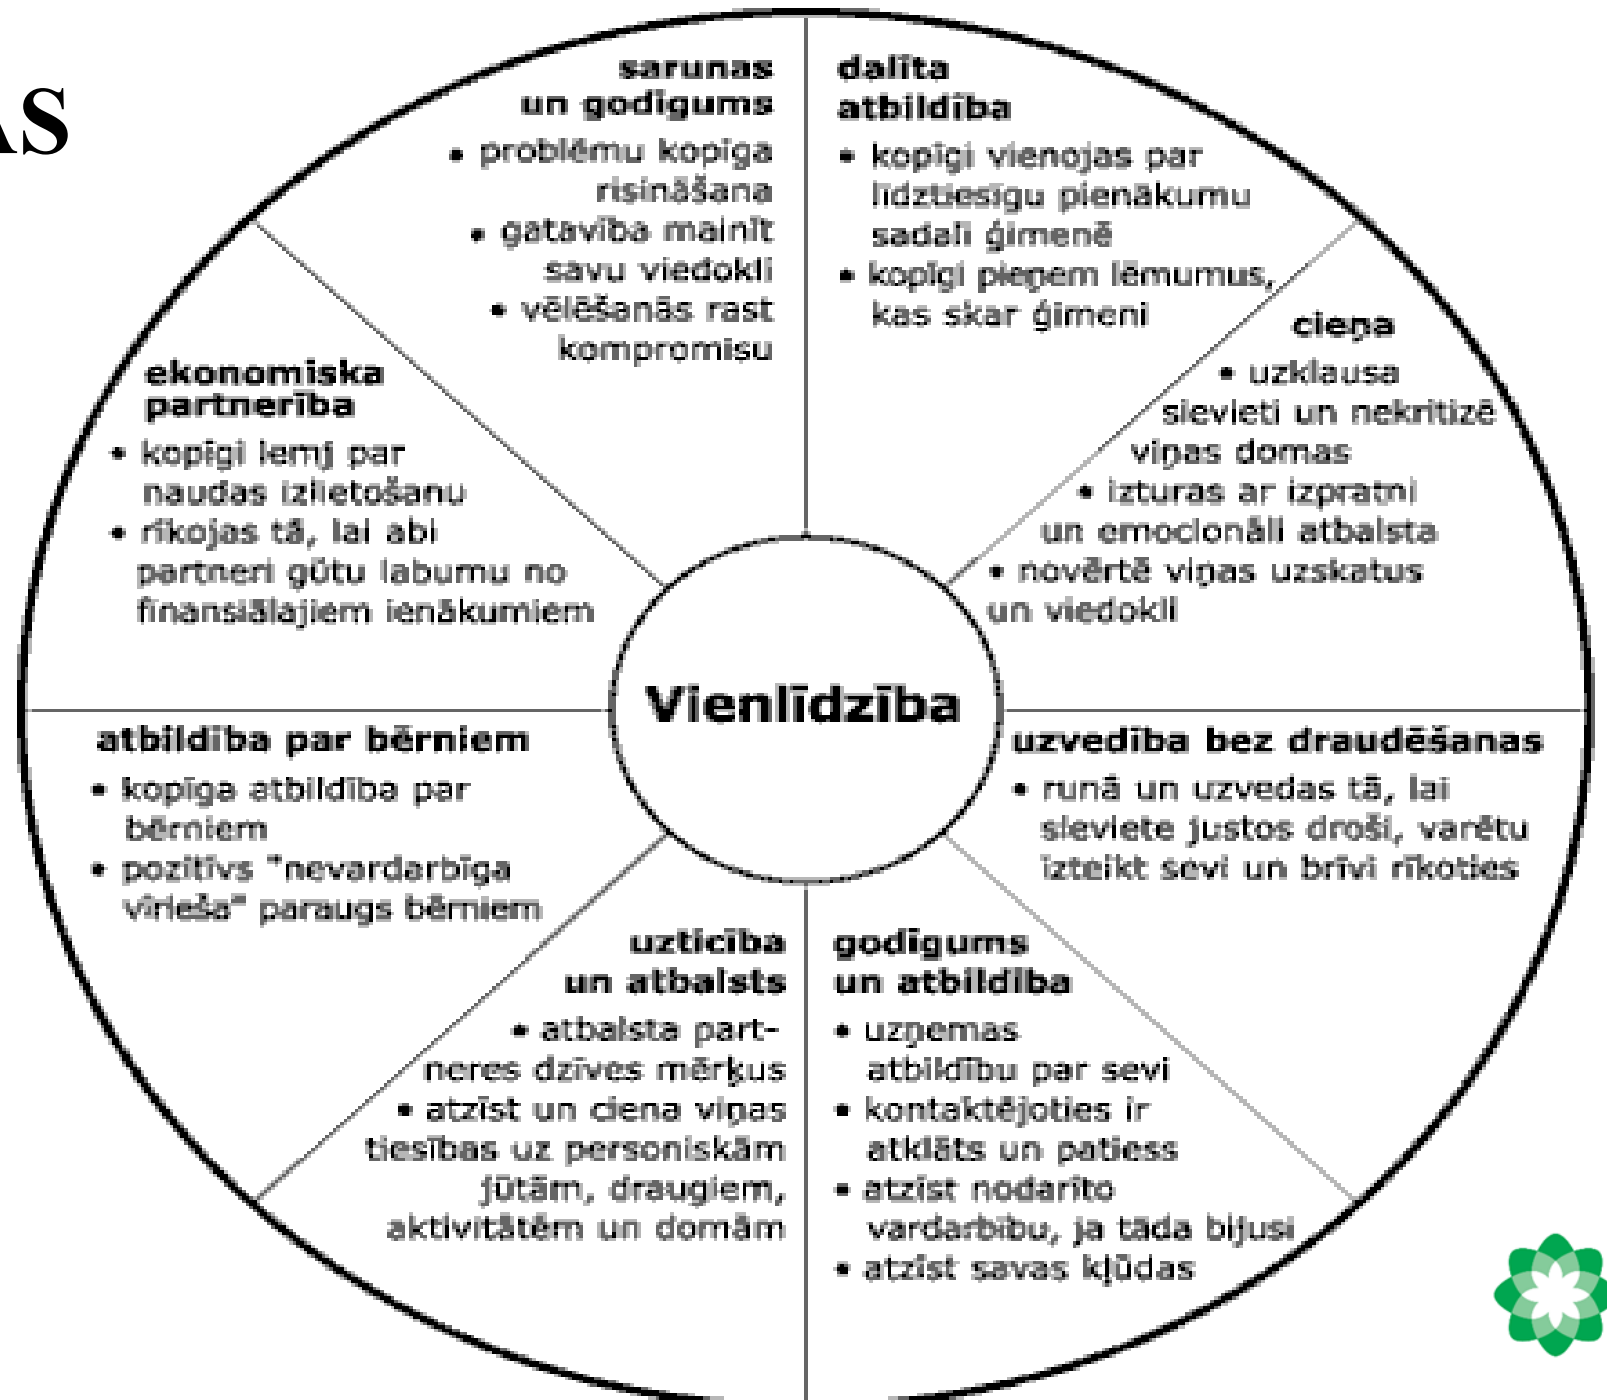 AS
sarunas
un godīgums
• problēmu kopīga
risināšana
• gatavība mainīt
savu viedokli
• vēlēšanās rast
kompromisu
dalīta
atbildība
• kopīgi vienojas par
līdztiesīgu pienākumu
sadali ģimenē
• kopīgi pieņem lēmumus,
kas skar ģimeni
cieņa
• uzklausa
sievieti un nekritizē
viņas domas
• izturas ar izpratni
un emocionāli atbalsta
• novērtē viņas uzskatus
un viedokli
ekonomiska
partnerība
• kopīgi lemj par
naudas izlietošanu
• rīkojas tā, lai abi
partneri gūtu labumu no
finansiālajiem ienākumiem
Vienlīdzība
atbildība par bērniem
• kopīga atbildība par
bērniem
• pozitīvs "nevardarbīga
vīrieša" paraugs bērniem
uzvedība bez draudēšanas
• runā un uzvedas tā, lai
sieviete justos droši, varētu
izteikt sevi un brīvi rīkoties
uzticība
un atbalsts
• atbalsta part-
neres dzīves mērķus
• atzīst un ciena viņas
tiesības uz personiskām
jūtām, draugiem,
aktivitātēm un domām
godīgums
un atbildība
• uzņemas
atbildību par sevi
• kontaktējoties ir
atklāts un patiess
• atzīst nodarīto
vardarbību, ja tāda bijusi
• atzīst savas kļūdas